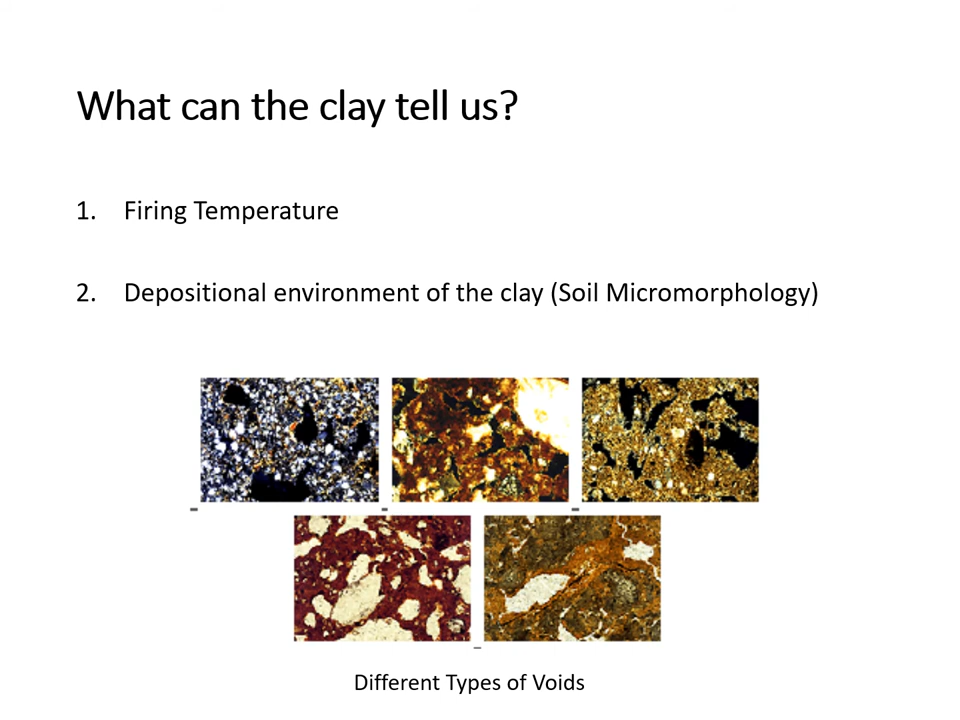 What can the clay tell us?
1. Firing Temperature
2. Depositional environment of the clay (Soil Micromorphology)
Different Types of Voids